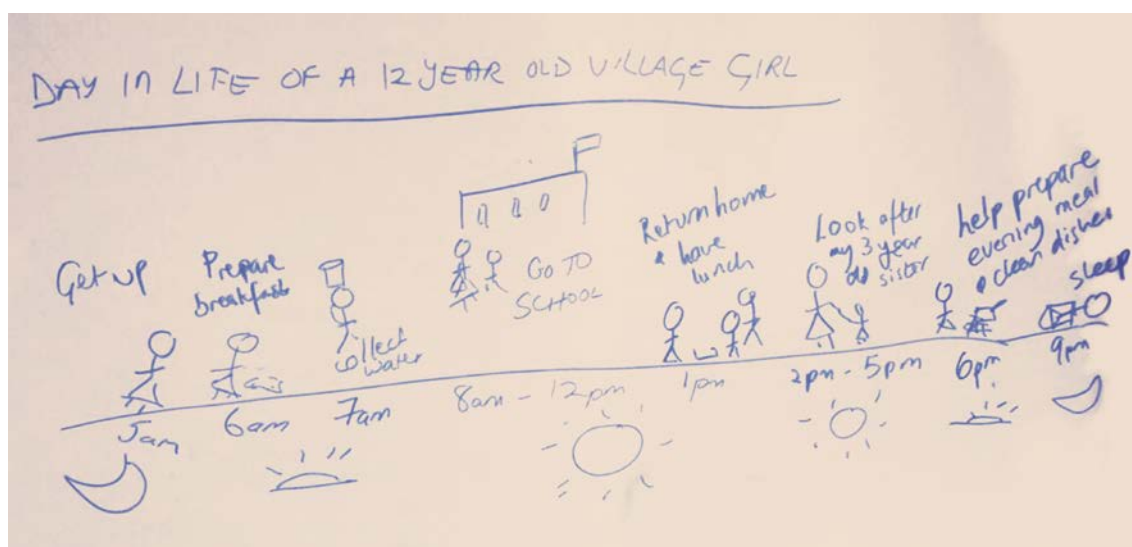 DAY IN LIFE OF A 12 YEAR OLD VILLAGE GIRL
Get up
5am
Prepare
breakfast
6am
collect
water
7am
GO TO
SCHOOL
8am - 12pm
Return home
& have
lunch
1pm
Look after
my 3 year
old sister
2pm - 5pm
help prepare
evening meal
& clean dishes
6pm
sleep
9pm